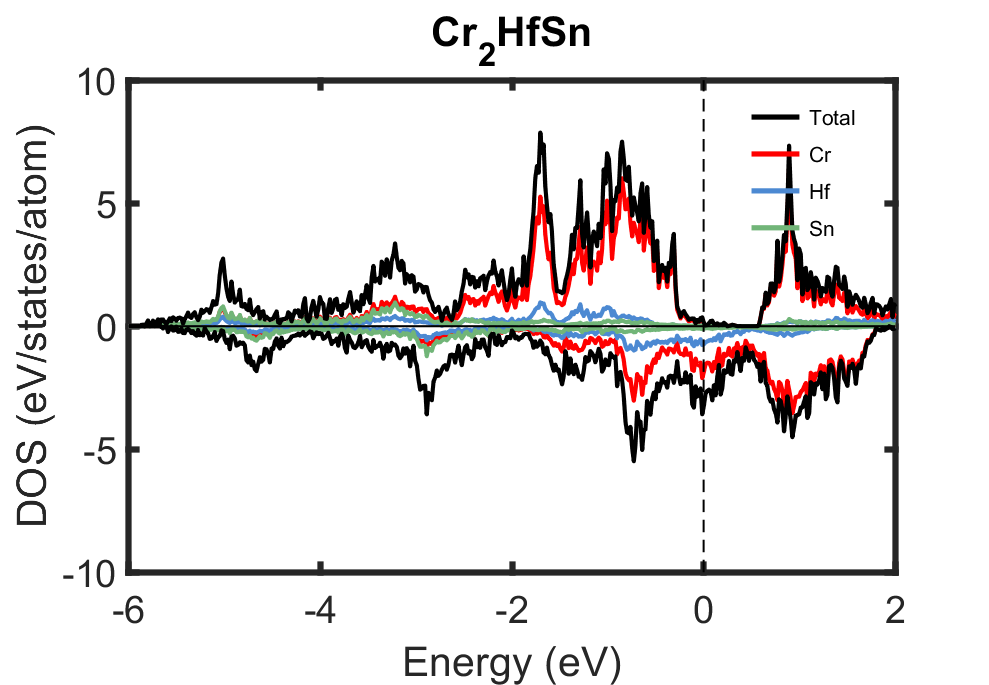 Cr2HfSn
10
5
0
-5
-10
DOS (eV/states/atom)
Total
Cr
Hf
Sn
-6 -4 -2 0 2
Energy (eV)